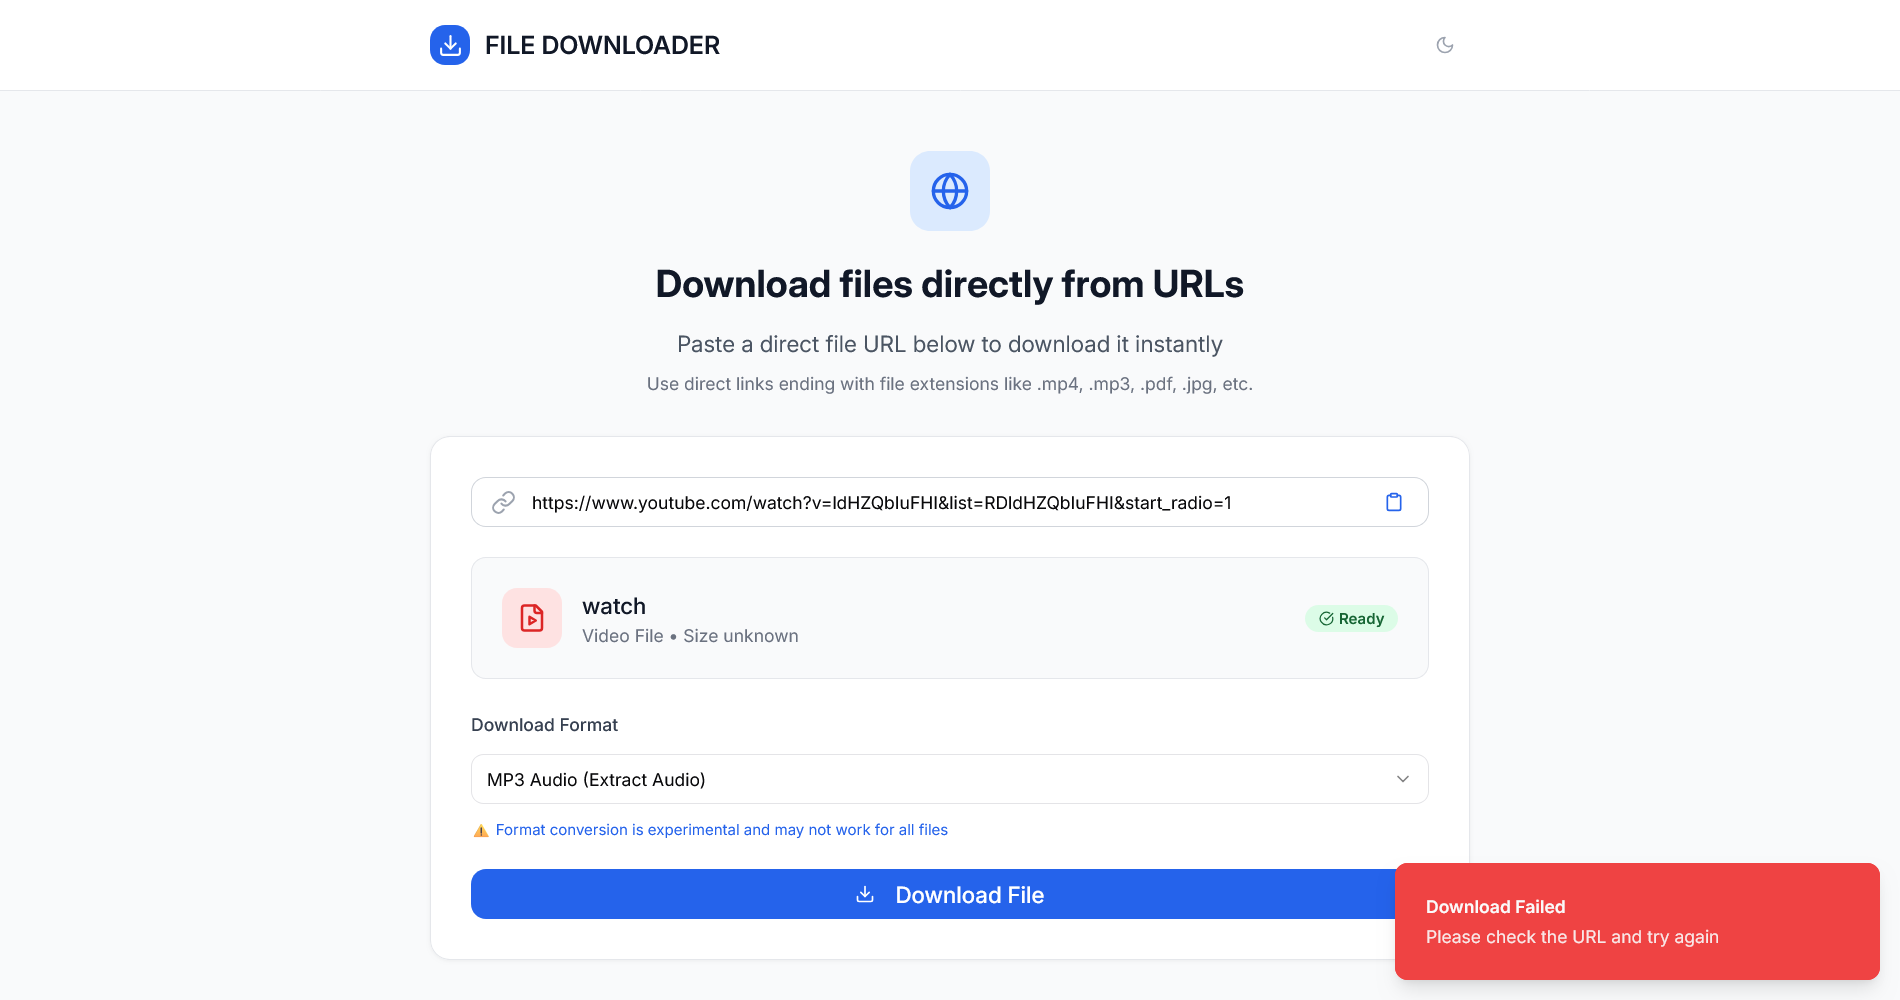 FILE DOWNLOADER
Download files directly from URLs
Paste a direct file URL below to download it instantly
Use direct links ending with file extensions like .mp4, .mp3, .pdf, .jpg, etc.
https://www.youtube.com/watch?v=IdHZQbIuFHI&list=RDIdHZQbIuFHI&start_radio=1
watch
Video File • Size unknown
Ready
Download Format
MP3 Audio (Extract Audio)
⚠️ Format conversion is experimental and may not work for all files
Download File
Download Failed
Please check the URL and try again